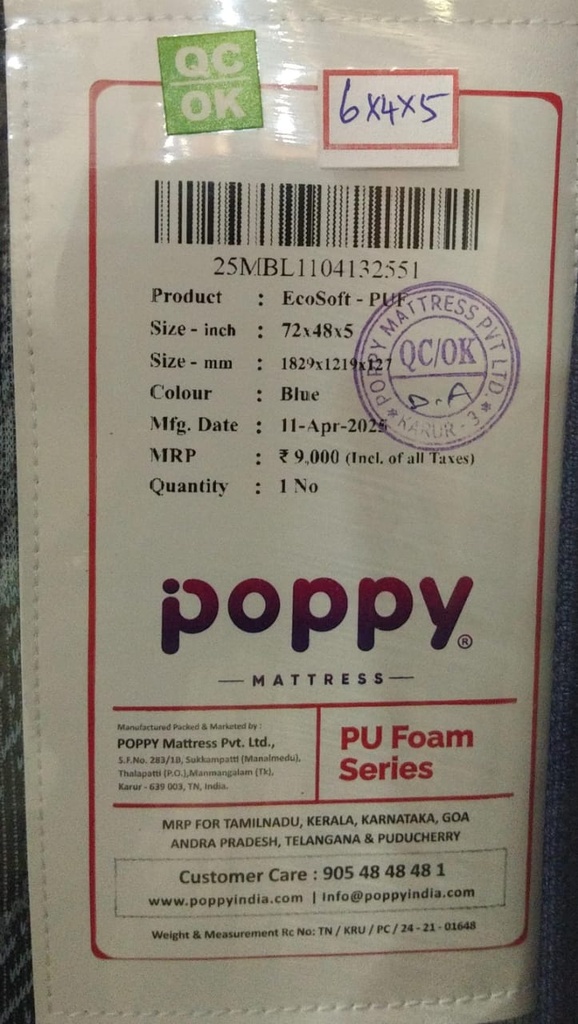 QC
OK
6x4x5
25MBL1104132551
Product : EcoSoft - PUF
Size - inch : 72x48x5
Size - mm : 1829x1219x127
Colour : Blue
Mfg. Date : 11-Apr-2025
MRP : ₹ 9,000 (Incl. of all Taxes)
Quantity : 1 No
POPPY MATTRESS PVT LTD.
QC/OK
D.A
* KARUR - 3 *
poppy®
MATTRESS
Manufactured Packed & Marketed by :
POPPY Mattress Pvt. Ltd.,
S.F.No. 283/1B, Sukkampatti (Manalmedu),
Thalapatti (P.O.),Manmangalam (Tk),
Karur - 639 003, TN, India.
PU Foam
Series
MRP FOR TAMILNADU, KERALA, KARNATAKA, GOA
ANDRA PRADESH, TELANGANA & PUDUCHERRY
Customer Care : 905 48 48 48 1
www.poppyindia.com | Info@poppyindia.com
Weight & Measurement Rc No: TN / KRU / PC / 24 - 21 - 01648